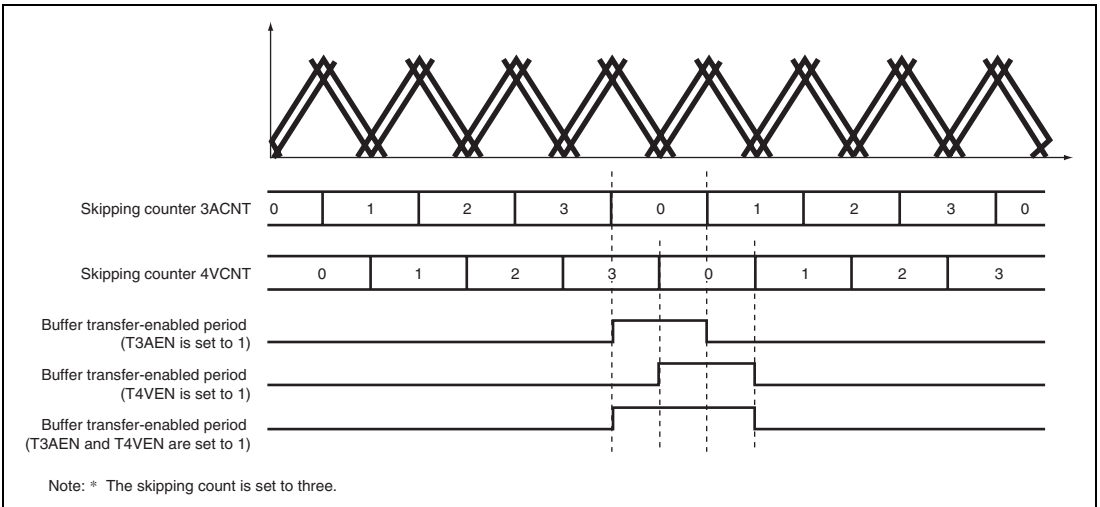 Skipping counter 3ACNT 0 1 2 3 0 1 2 3 0
Skipping counter 4VCNT 0 1 2 3 0 1 2 3
Buffer transfer-enabled period
(T3AEN is set to 1)
Buffer transfer-enabled period
(T4VEN is set to 1)
Buffer transfer-enabled period
(T3AEN and T4VEN are set to 1)
Note: * The skipping count is set to three.